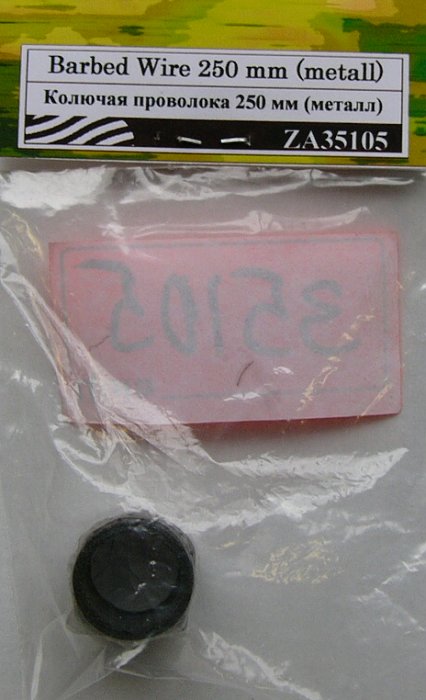 Barbed Wire 250 mm (metall)
Колючая проволока 250 мм (металл)
ZA35105
35105